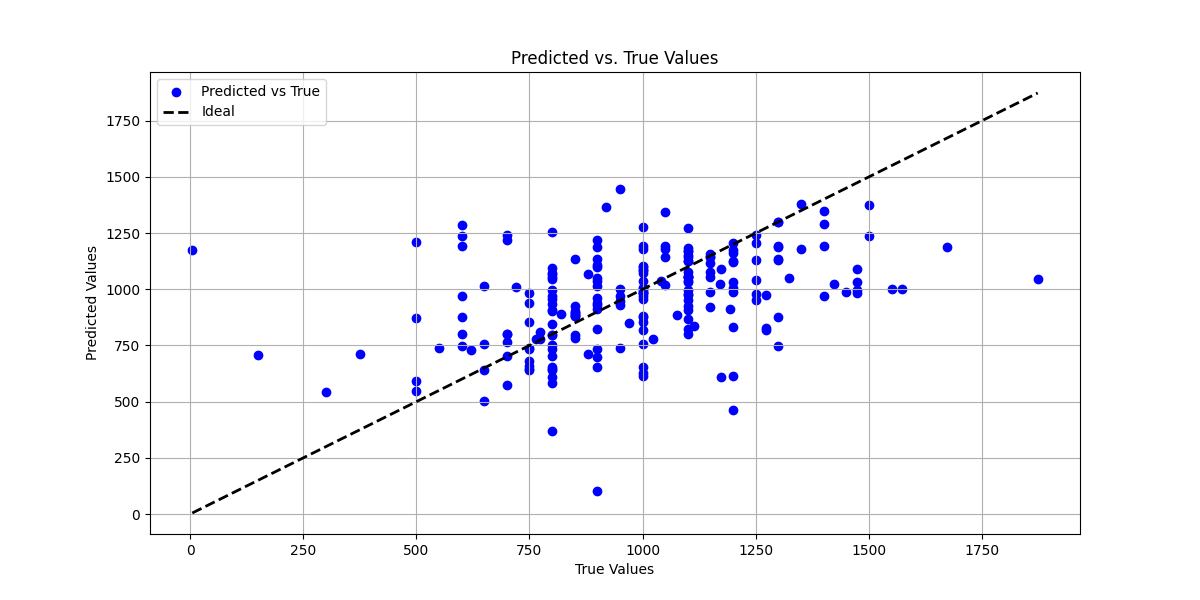 Predicted vs. True Values
Predicted vs True
Ideal
1750
1500
1250
1000
750
500
250
0
Predicted Values
0 250 500 750 1000 1250 1500 1750
True Values